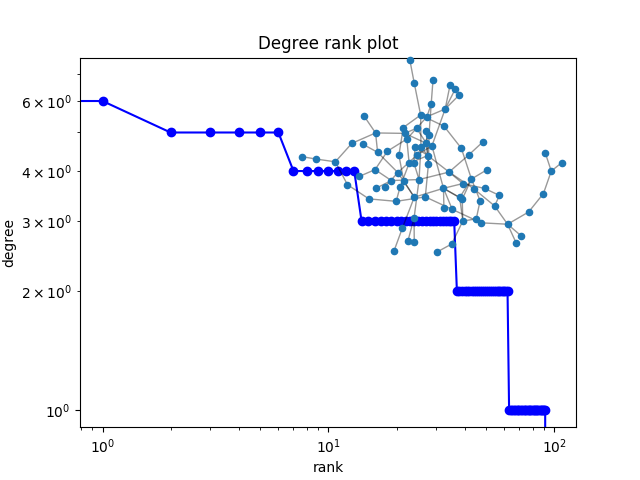 Degree rank plot
degree
6 × 10⁰
4 × 10⁰
3 × 10⁰
2 × 10⁰
10⁰
10⁰ 10¹ 10²
rank